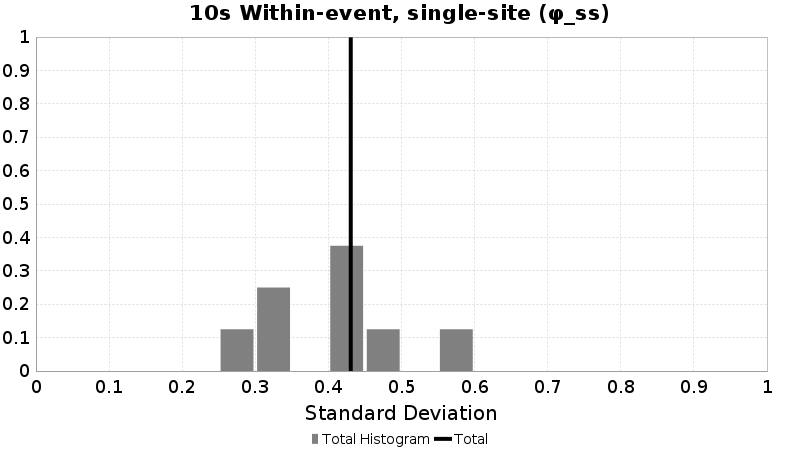 10s Within-event, single-site (φ_ss)
1
0.9
0.8
0.7
0.6
0.5
0.4
0.3
0.2
0.1
0
0 0.1 0.2 0.3 0.4 0.5 0.6 0.7 0.8 0.9 1
Standard Deviation
Total Histogram Total